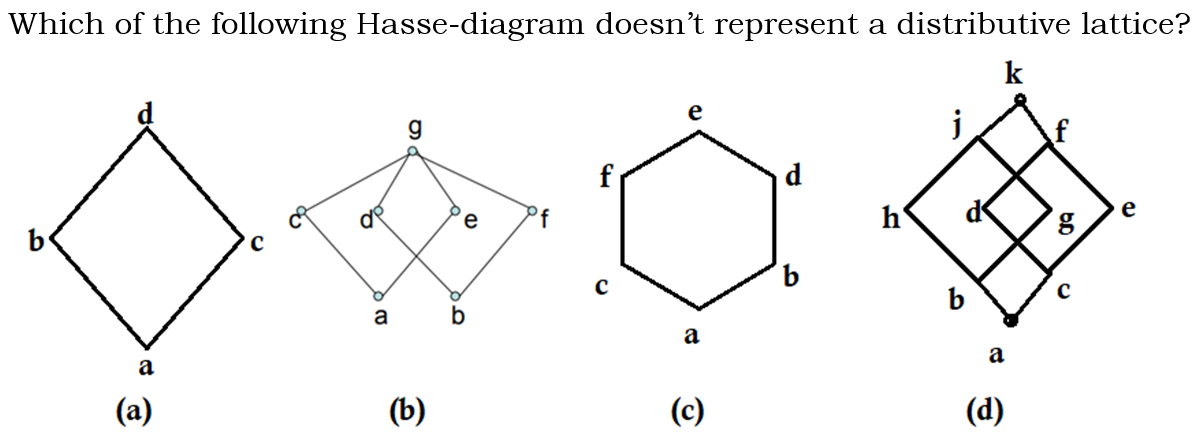 Which of the following Hasse-diagram doesn't represent a distributive lattice?
k
d
g
e
j
f
f
d
b
c
c
d
e
f
h
d
g
e
c
b
b
c
a
b
a
a
a
(a)
(b)
(c)
(d)